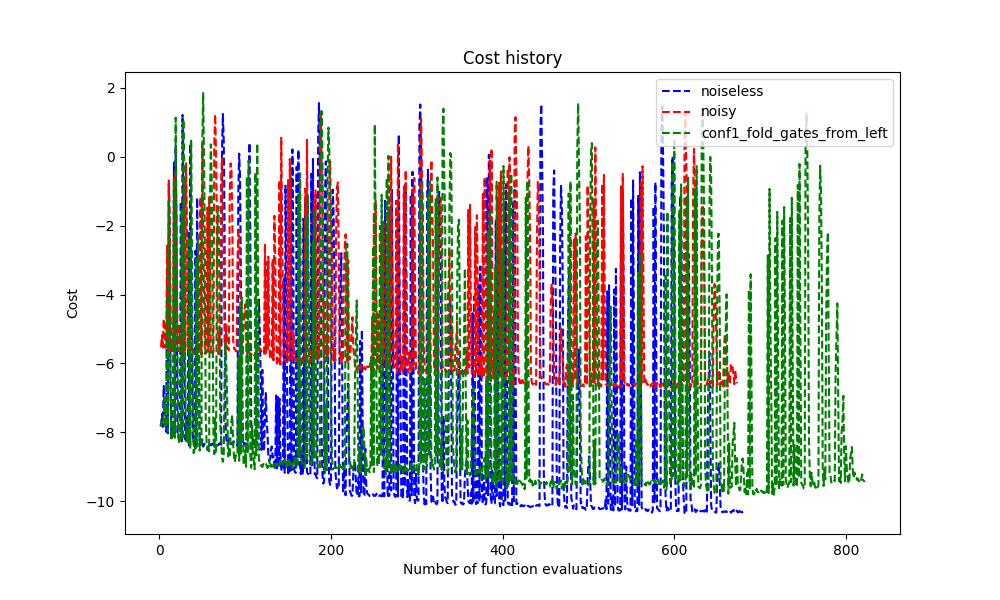 Cost history
2
0
−2
−4
−6
−8
−10
Cost
0
200
400
600
800
Number of function evaluations
noiseless
noisy
conf1_fold_gates_from_left